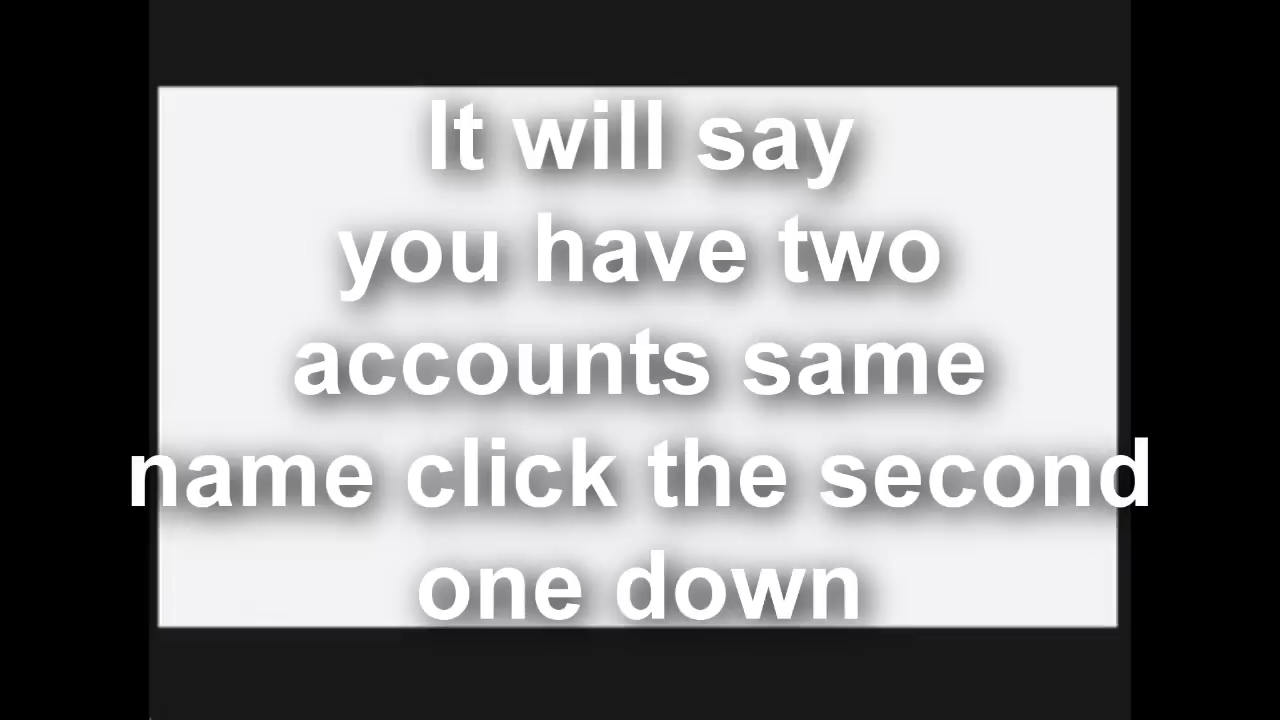 It will say
you have two
accounts same
name click the second
one down